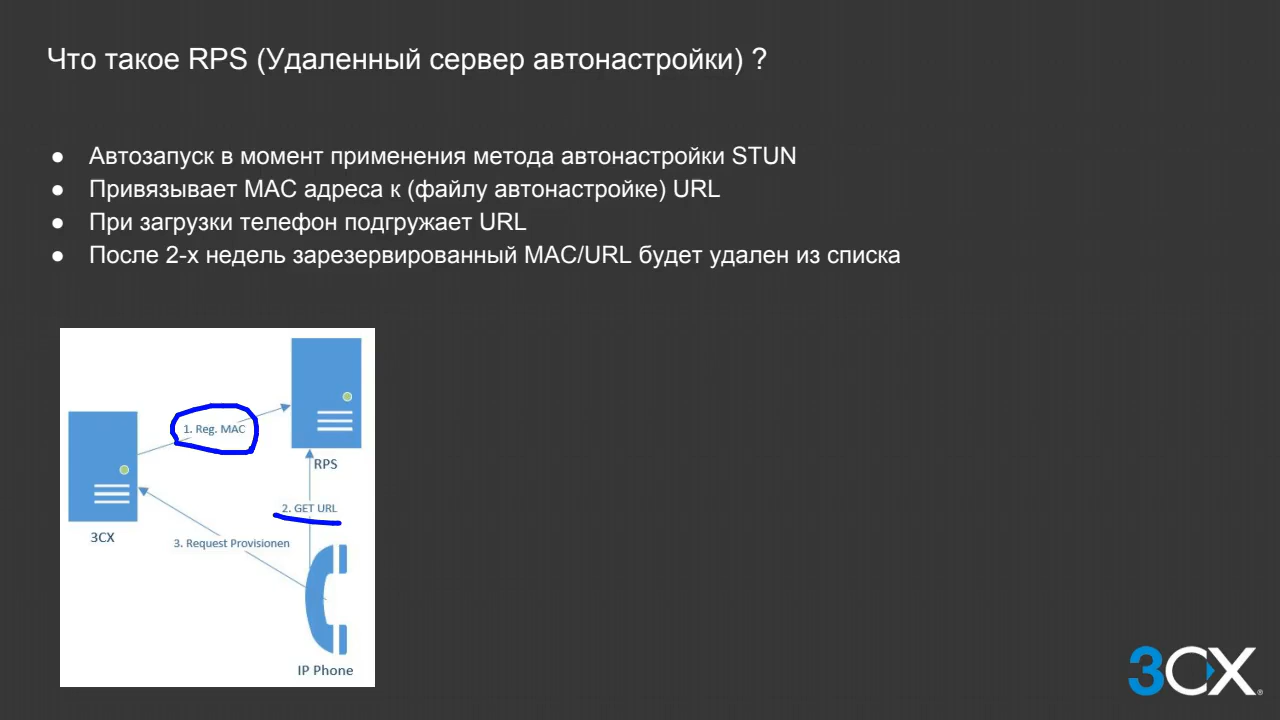 Что такое RPS (Удаленный сервер автонастройки) ?
● Автозапуск в момент применения метода автонастройки STUN
● Привязывает MAC адреса к (файлу автонастройке) URL
● При загрузки телефон подгружает URL
● После 2-х недель зарезервированный MAC/URL будет удален из списка
1. Reg. MAC
RPS
2. GET URL
3CX
3. Request Provisionen
IP Phone
3CX